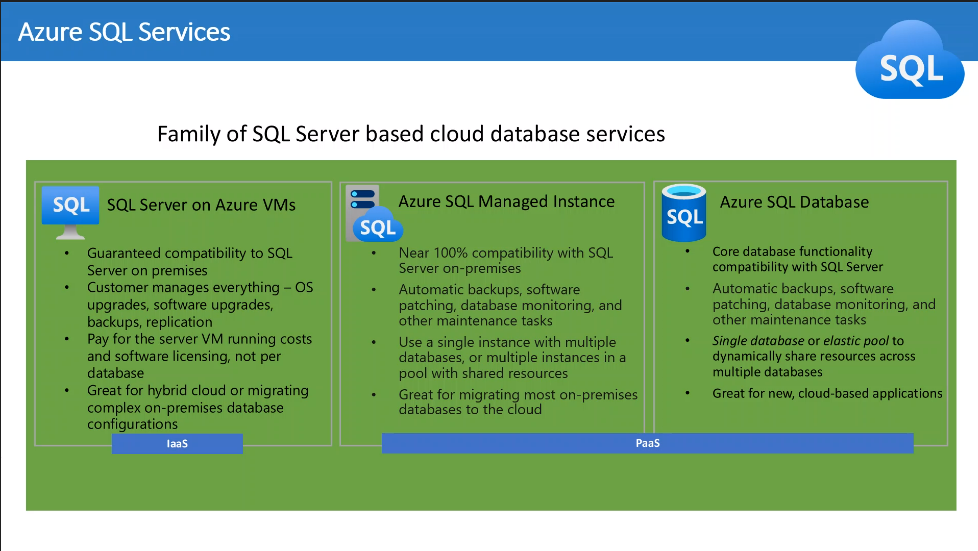 Azure SQL Services
SQL
Family of SQL Server based cloud database services
SQL
SQL Server on Azure VMs
• Guaranteed compatibility to SQL
Server on premises
• Customer manages everything – OS
upgrades, software upgrades,
backups, replication
• Pay for the server VM running costs
and software licensing, not per
database
• Great for hybrid cloud or migrating
complex on-premises database
configurations
IaaS
SQL
Azure SQL Managed Instance
• Near 100% compatibility with SQL
Server on-premises
• Automatic backups, software
patching, database monitoring, and
other maintenance tasks
• Use a single instance with multiple
databases, or multiple instances in a
pool with shared resources
• Great for migrating most on-premises
databases to the cloud
SQL
Azure SQL Database
• Core database functionality
compatibility with SQL Server
• Automatic backups, software
patching, database monitoring, and
other maintenance tasks
• Single database or elastic pool to
dynamically share resources across
multiple databases
• Great for new, cloud-based applications
PaaS